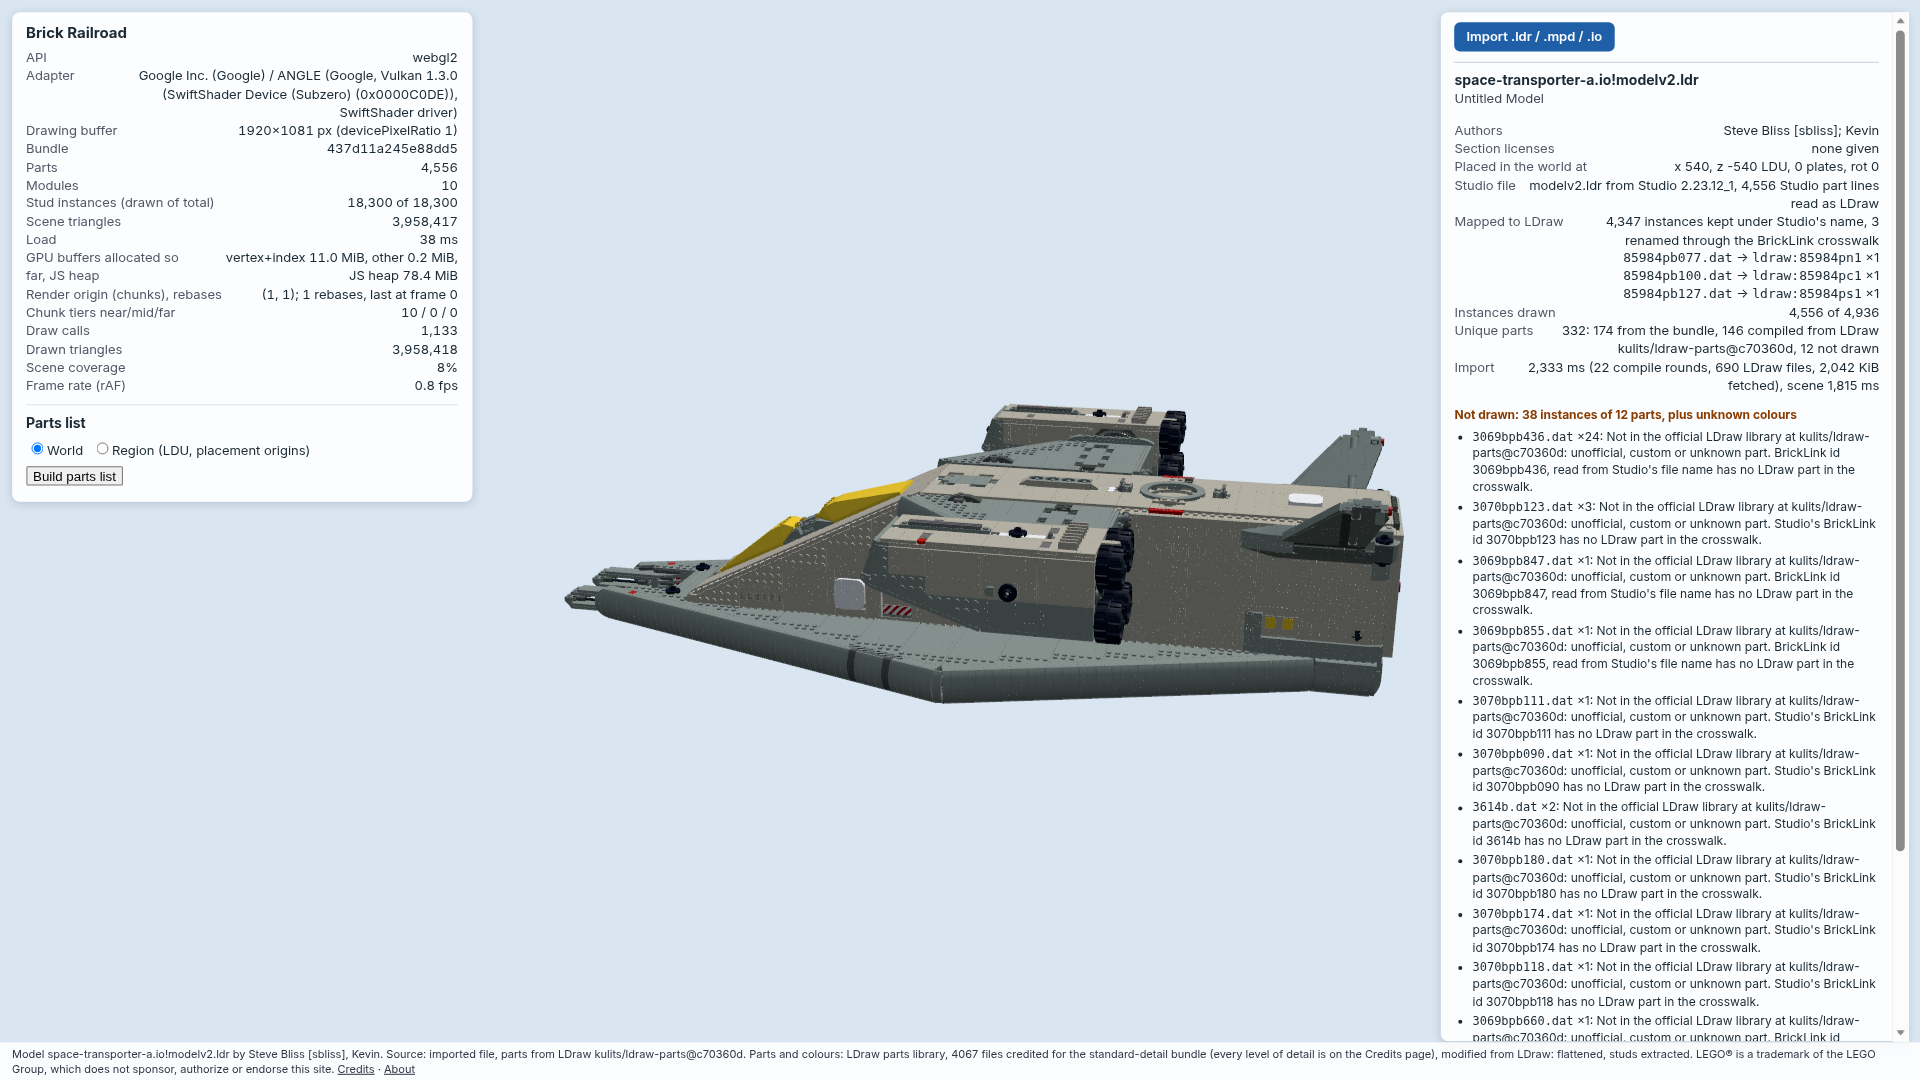 Brick Railroad
API webgl2
Adapter Google Inc. (Google) / ANGLE (Google, Vulkan 1.3.0
(SwiftShader Device (Subzero) (0x0000C0DE)),
SwiftShader driver)
Drawing buffer 1920×1081 px (devicePixelRatio 1)
Bundle 437d11a245e88dd5
Parts 4,556
Modules 10
Stud instances (drawn of total) 18,300 of 18,300
Scene triangles 3,958,417
Load 38 ms
GPU buffers allocated so vertex+index 11.0 MiB, other 0.2 MiB,
far, JS heap JS heap 78.4 MiB
Render origin (chunks), rebases (1, 1); 1 rebases, last at frame 0
Chunk tiers near/mid/far 10 / 0 / 0
Draw calls 1,133
Drawn triangles 3,958,418
Scene coverage 8%
Frame rate (rAF) 0.8 fps
Parts list
World Region (LDU, placement origins)
Build parts list
Import .ldr / .mpd / .io
space-transporter-a.io!modelv2.ldr
Untitled Model
Authors Steve Bliss [sbliss]; Kevin
Section licenses none given
Placed in the world at x 540, z -540 LDU, 0 plates, rot 0
Studio file modelv2.ldr from Studio 2.23.12_1, 4,556 Studio part lines
read as LDraw
Mapped to LDraw 4,347 instances kept under Studio's name, 3
renamed through the BrickLink crosswalk
85984pb077.dat → ldraw:85984pn1 ×1
85984pb100.dat → ldraw:85984pc1 ×1
85984pb127.dat → ldraw:85984ps1 ×1
Instances drawn 4,556 of 4,936
Unique parts 332: 174 from the bundle, 146 compiled from LDraw
kulits/ldraw-parts@c70360d, 12 not drawn
Import 2,333 ms (22 compile rounds, 690 LDraw files, 2,042 KiB
fetched), scene 1,815 ms
Not drawn: 38 instances of 12 parts, plus unknown colours
• 3069bpb436.dat ×24: Not in the official LDraw library at kulits/ldraw-
parts@c70360d: unofficial, custom or unknown part. BrickLink id
3069bpb436, read from Studio's file name has no LDraw part in the
crosswalk.
• 3070bpb123.dat ×3: Not in the official LDraw library at kulits/ldraw-
parts@c70360d: unofficial, custom or unknown part. Studio's BrickLink
id 3070bpb123 has no LDraw part in the crosswalk.
• 3069bpb847.dat ×1: Not in the official LDraw library at kulits/ldraw-
parts@c70360d: unofficial, custom or unknown part. BrickLink id
3069bpb847, read from Studio's file name has no LDraw part in the
crosswalk.
• 3069bpb855.dat ×1: Not in the official LDraw library at kulits/ldraw-
parts@c70360d: unofficial, custom or unknown part. BrickLink id
3069bpb855, read from Studio's file name has no LDraw part in the
crosswalk.
• 3070bpb111.dat ×1: Not in the official LDraw library at kulits/ldraw-
parts@c70360d: unofficial, custom or unknown part. Studio's BrickLink
id 3070bpb111 has no LDraw part in the crosswalk.
• 3070bpb090.dat ×1: Not in the official LDraw library at kulits/ldraw-
parts@c70360d: unofficial, custom or unknown part. Studio's BrickLink
id 3070bpb090 has no LDraw part in the crosswalk.
• 3614b.dat ×2: Not in the official LDraw library at kulits/ldraw-
parts@c70360d: unofficial, custom or unknown part. Studio's BrickLink
id 3614b has no LDraw part in the crosswalk.
• 3070bpb180.dat ×1: Not in the official LDraw library at kulits/ldraw-
parts@c70360d: unofficial, custom or unknown part. Studio's BrickLink
id 3070bpb180 has no LDraw part in the crosswalk.
• 3070bpb174.dat ×1: Not in the official LDraw library at kulits/ldraw-
parts@c70360d: unofficial, custom or unknown part. Studio's BrickLink
id 3070bpb174 has no LDraw part in the crosswalk.
• 3070bpb118.dat ×1: Not in the official LDraw library at kulits/ldraw-
parts@c70360d: unofficial, custom or unknown part. Studio's BrickLink
id 3070bpb118 has no LDraw part in the crosswalk.
• 3069bpb660.dat ×1: Not in the official LDraw library at kulits/ldraw-
parts@c70360d: unofficial, custom or unknown part. BrickLink id
Model space-transporter-a.io!modelv2.ldr by Steve Bliss [sbliss], Kevin. Source: imported file, parts from LDraw kulits/ldraw-parts@c70360d. Parts and colours: LDraw parts library, 4067 files credited for the standard-detail bundle (every level of detail is on the Credits page), modified from LDraw: flattened, studs extracted. LEGO® is a trademark of the LEGO
Group, which does not sponsor, authorize or endorse this site. Credits · About